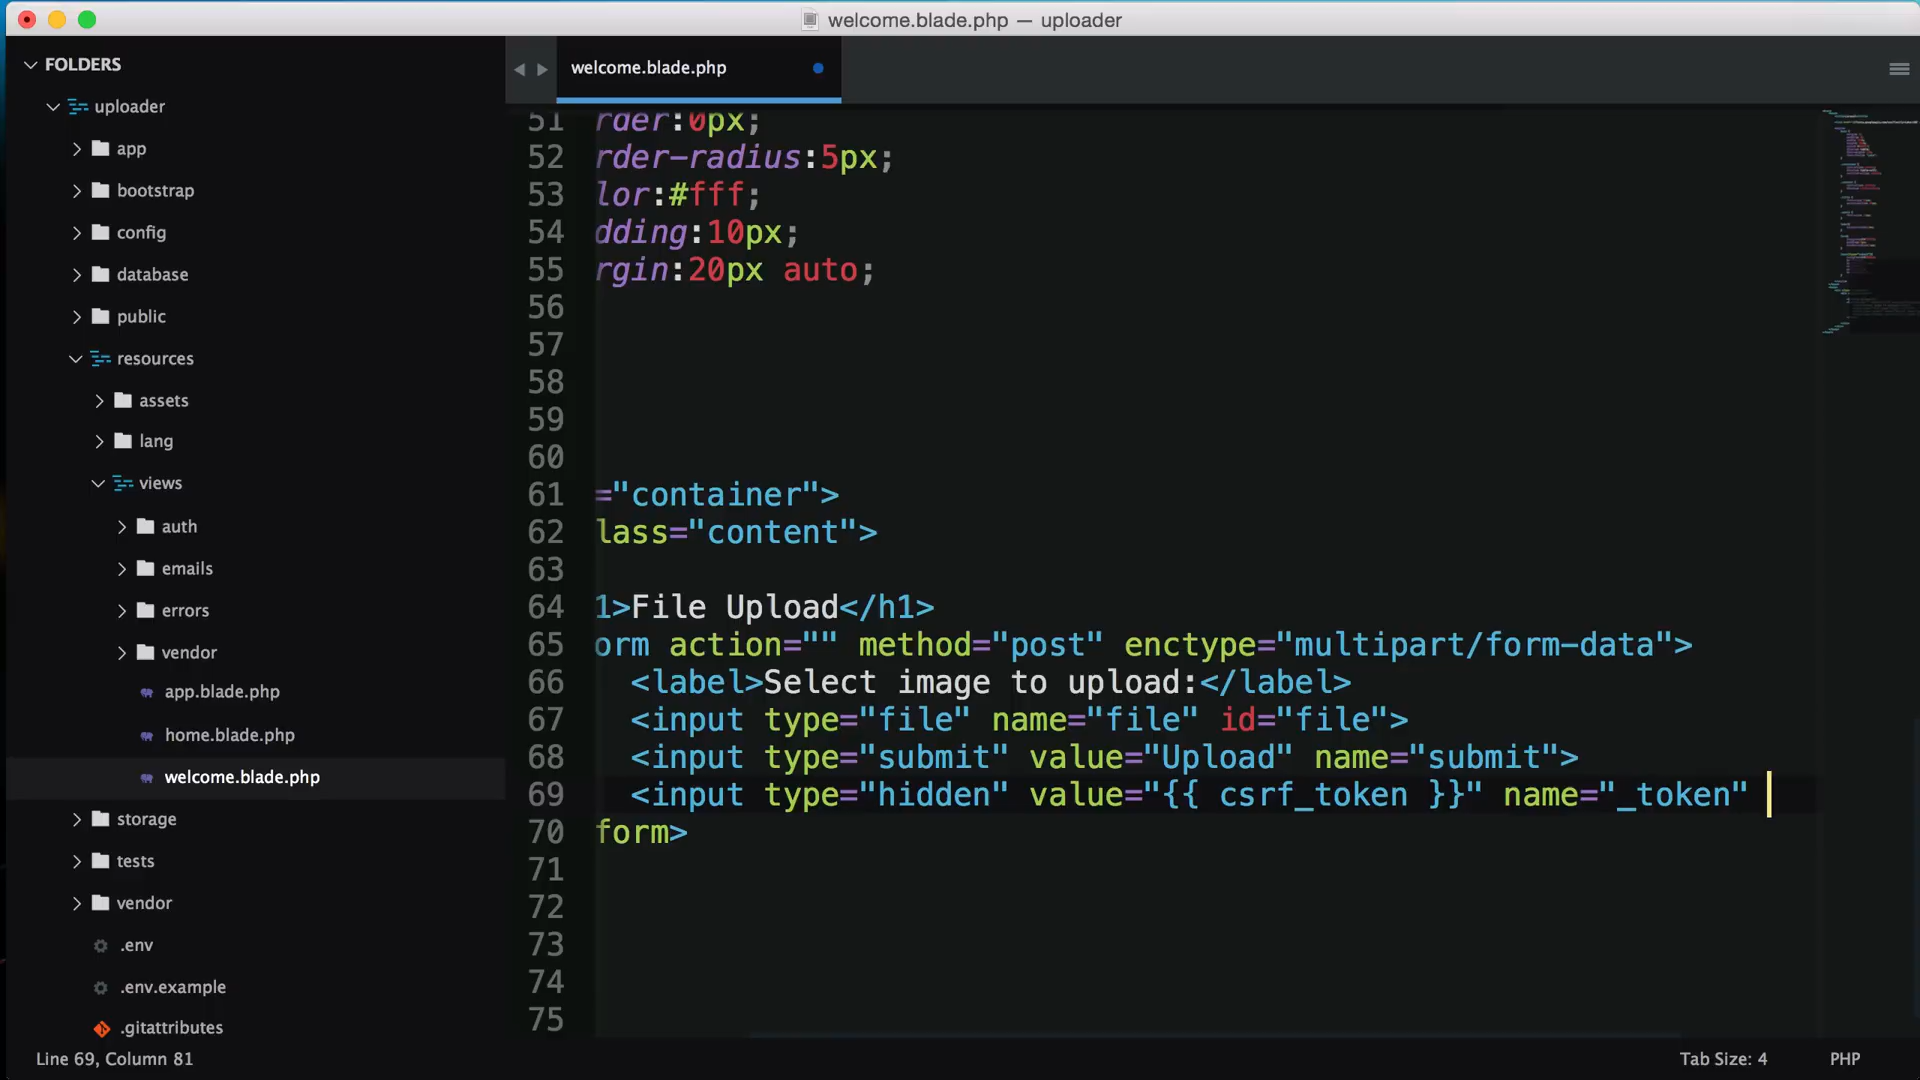 welcome.blade.php — uploader
FOLDERS
uploader
app
bootstrap
config
database
public
resources
assets
lang
views
auth
emails
errors
vendor
app.blade.php
home.blade.php
welcome.blade.php
storage
tests
vendor
.env
.env.example
.gitattributes
welcome.blade.php
51 rder:0px;
52 rder-radius:5px;
53 lor:#fff;
54 dding:10px;
55 rgin:20px auto;
56
57
58
59
60
61 ="container">
62 lass="content">
63
64 1>File Upload</h1>
65 orm action="" method="post" enctype="multipart/form-data">
66 <label>Select image to upload:</label>
67 <input type="file" name="file" id="file">
68 <input type="submit" value="Upload" name="submit">
69 <input type="hidden" value="{{ csrf_token }}" name="_token"
70 form>
71
72
73
74
75
Line 69, Column 81
Tab Size: 4
PHP